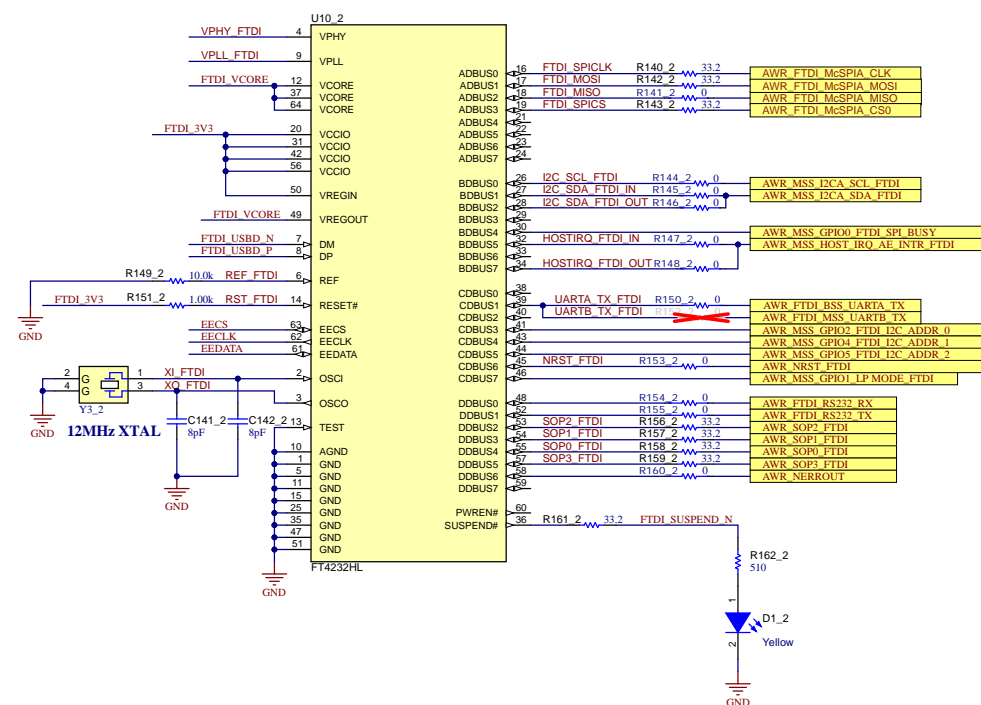 U10_2
VPHY_FTDI 4 VPHY
VPLL_FTDI 9 VPLL
FTDI_VCORE 12 VCORE
37 VCORE
64 VCORE
FTDI_3V3 20 VCCIO
31 VCCIO
42 VCCIO
56 VCCIO
50 VREGIN
FTDI_VCORE 49 VREGOUT
FTDI_USBD_N 7 DM
FTDI_USBD_P 8 DP
R149_2 10.0k REF_FTDI 6 REF
FTDI_3V3 R151_2 1.00k RST_FTDI 14 RESET#
GND
EECS 63 EECS
EECLK 62 EECLK
EEDATA 61 EEDATA
2 G 1 XI_FTDI 2 OSCI
4 G 3 XO_FTDI 3 OSCO
Y3_2
GND
12MHz XTAL
C141_2
8pF
C142_2
8pF
GND
13 TEST
10 AGND
1 GND
5 GND
11 GND
15 GND
25 GND
35 GND
47 GND
51 GND
GND
FT4232HL
ADBUS0 16 FTDI_SPICLK R140_2 33.2 AWR_FTDI_McSPIA_CLK
ADBUS1 17 FTDI_MOSI R142_2 33.2 AWR_FTDI_McSPIA_MOSI
ADBUS2 18 FTDI_MISO R141_2 0 AWR_FTDI_McSPIA_MISO
ADBUS3 19 FTDI_SPICS R143_2 33.2 AWR_FTDI_McSPIA_CS0
ADBUS4 21
ADBUS5 22
ADBUS6 23
ADBUS7 24
BDBUS0 26 I2C_SCL_FTDI R144_2 0 AWR_MSS_I2CA_SCL_FTDI
BDBUS1 27 I2C_SDA_FTDI_IN R145_2 0 AWR_MSS_I2CA_SDA_FTDI
BDBUS2 28 I2C_SDA_FTDI_OUT R146_2 0
BDBUS3 29
BDBUS4 30 AWR_MSS_GPIO0_FTDI_SPI_BUSY
BDBUS5 32 HOSTIRQ_FTDI_IN R147_2 0 AWR_MSS_HOST_IRQ_AE_INTR_FTDI
BDBUS6 33
BDBUS7 34 HOSTIRQ_FTDI_OUT R148_2 0
CDBUS0 38
CDBUS1 39 UARTA_TX_FTDI R150_2 0 AWR_FTDI_BSS_UARTA_TX
CDBUS2 40 UARTB_TX_FTDI 0 AWR_FTDI_MSS_UARTB_TX
CDBUS3 41 AWR_MSS_GPIO2_FTDI_I2C_ADDR_0
CDBUS4 43 AWR_MSS_GPIO4_FTDI_I2C_ADDR_1
CDBUS5 44 AWR_MSS_GPIO5_FTDI_I2C_ADDR_2
CDBUS6 45 NRST_FTDI R153_2 0 AWR_NRST_FTDI
CDBUS7 46 AWR_MSS_GPIO1_LP MODE_FTDI
DDBUS0 48 R154_2 0 AWR_FTDI_RS232_RX
DDBUS1 52 R155_2 0 AWR_FTDI_RS232_TX
DDBUS2 53 SOP2_FTDI R156_2 33.2 AWR_SOP2_FTDI
DDBUS3 54 SOP1_FTDI R157_2 33.2 AWR_SOP1_FTDI
DDBUS4 55 SOP0_FTDI R158_2 33.2 AWR_SOP0_FTDI
DDBUS5 57 SOP3_FTDI R159_2 33.2 AWR_SOP3_FTDI
DDBUS6 58 R160_2 0 AWR_NERROUT
DDBUS7 59
PWREN# 60
SUSPEND# 36 R161_2 33.2 FTDI_SUSPEND_N
R162_2
510
1
D1_2
2
Yellow
GND